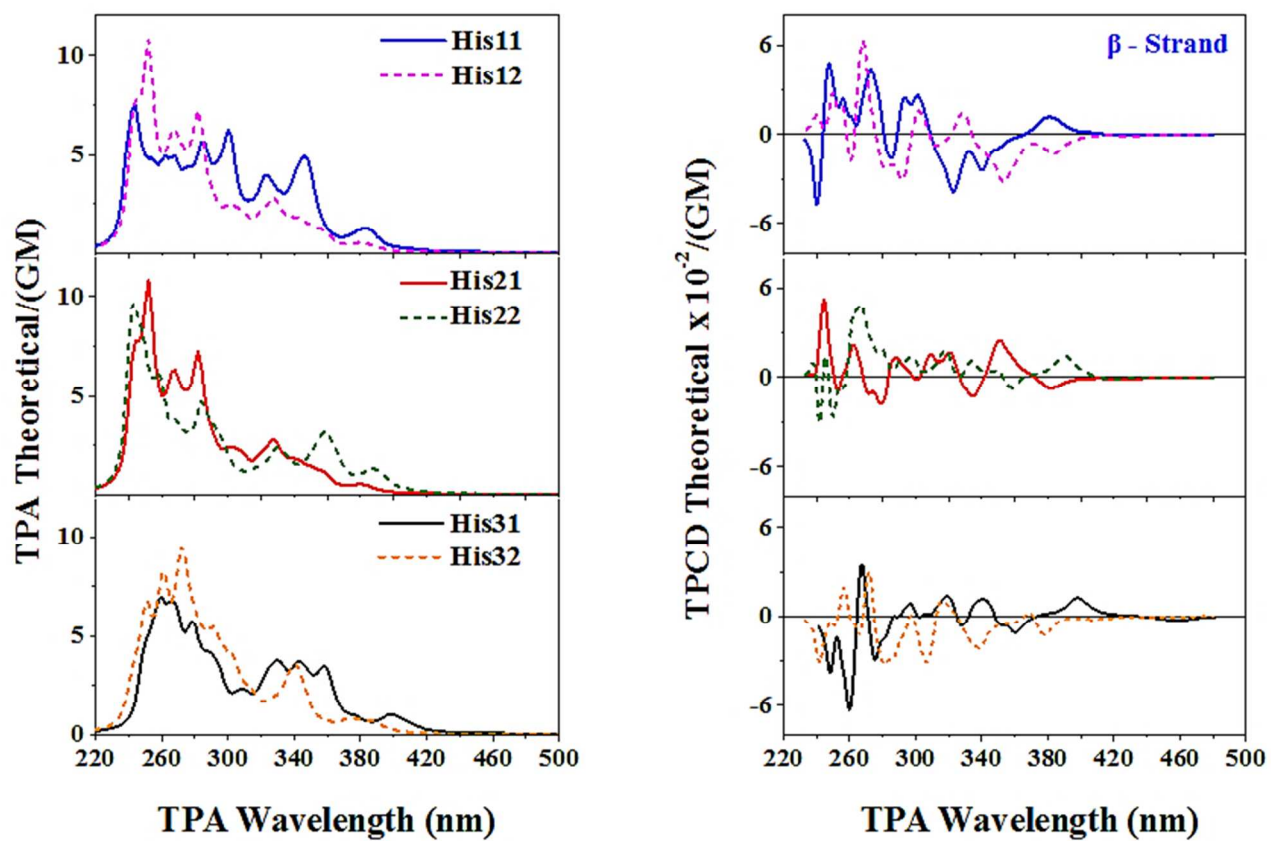 TPA Theoretical/(GM)
10
5
His11
His12
10
5
His21
His22
10
5
0
His31
His32
220 260 300 340 380 420 460 500
TPA Wavelength (nm)
TPCD Theoretical x 10-2/(GM)
6
0
-6
β - Strand
6
0
-6
6
0
-6
220 260 300 340 380 420 460 500
TPA Wavelength (nm)